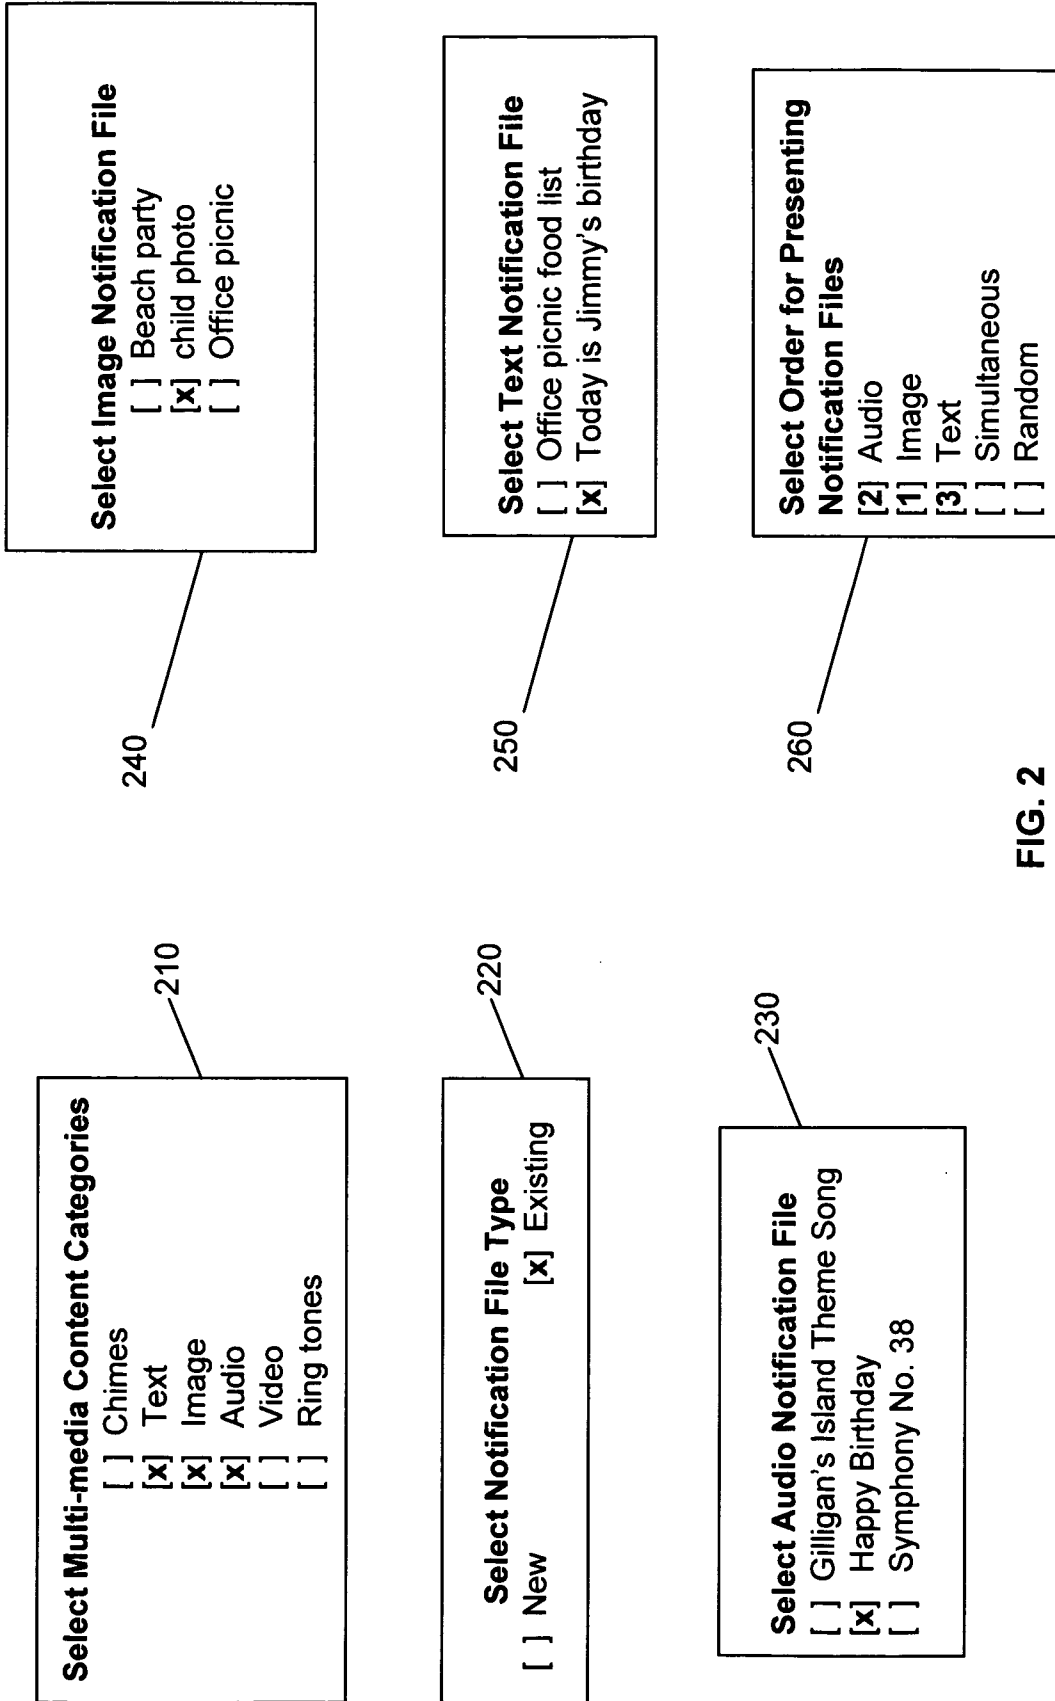 Select Multi-media Content Categories
[ ] Chimes
[x] Text
[x] Image
[x] Audio
[ ] Video
[ ] Ring tones
210
Select Notification File Type
[ ] New [x] Existing
220
Select Audio Notification File
[ ] Gilligan's Island Theme Song
[x] Happy Birthday
[ ] Symphony No. 38
230
Select Image Notification File
[ ] Beach party
[x] child photo
[ ] Office picnic
240
Select Text Notification File
[ ] Office picnic food list
[x] Today is Jimmy's birthday
250
Select Order for Presenting
Notification Files
[2] Audio
[1] Image
[3] Text
[ ] Simultaneous
[ ] Random
260
FIG. 2